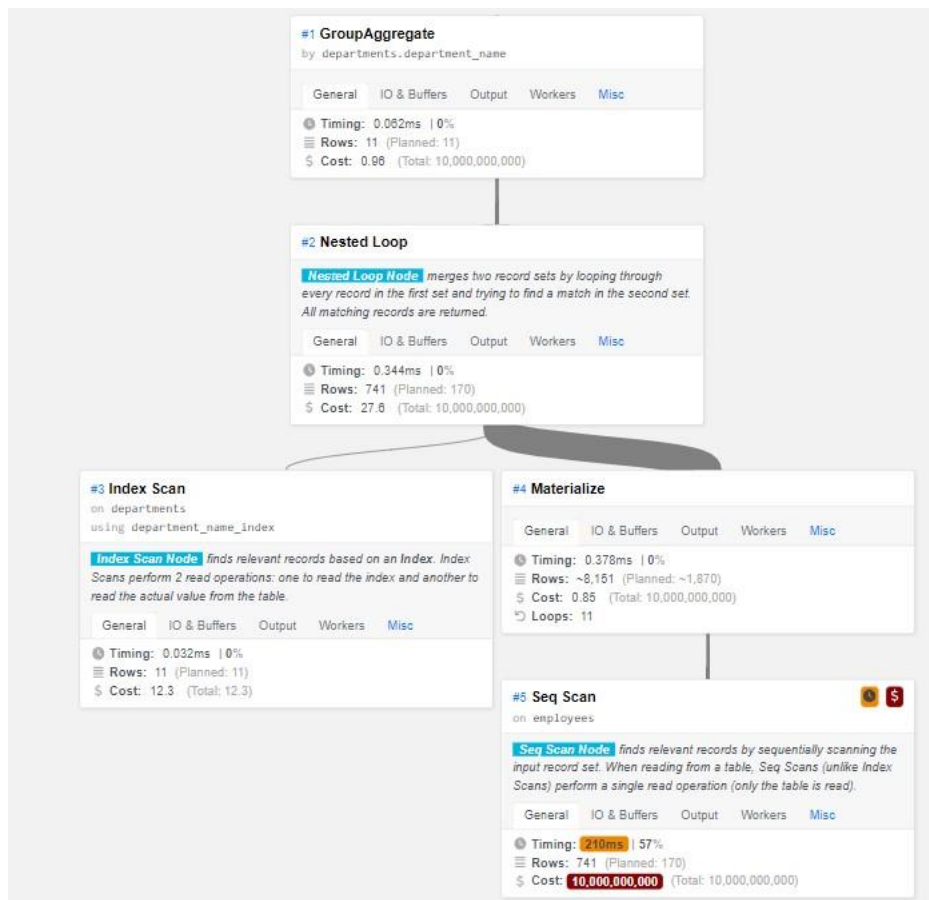 #1 GroupAggregate
by departments.department_name
General IO & Buffers Output Workers Misc
Timing: 0.062ms | 0%
Rows: 11 (Planned: 11)
$ Cost: 0.96 (Total: 10,000,000,000)
#2 Nested Loop
Nested Loop Node merges two record sets by looping through
every record in the first set and trying to find a match in the second set.
All matching records are returned.
General IO & Buffers Output Workers Misc
Timing: 0.344ms | 0%
Rows: 741 (Planned: 170)
$ Cost: 27.6 (Total: 10,000,000,000)
#3 Index Scan
on departments
using department_name_index
Index Scan Node finds relevant records based on an Index. Index
Scans perform 2 read operations: one to read the index and another to
read the actual value from the table.
General IO & Buffers Output Workers Misc
Timing: 0.032ms | 0%
Rows: 11 (Planned: 11)
$ Cost: 12.3 (Total: 12.3)
#4 Materialize
General IO & Buffers Output Workers Misc
Timing: 0.378ms | 0%
Rows: ~8,151 (Planned: ~1,870)
$ Cost: 0.85 (Total: 10,000,000,000)
Loops: 11
#5 Seq Scan $
on employees
Seq Scan Node finds relevant records by sequentially scanning the
input record set. When reading from a table, Seq Scans (unlike Index
Scans) perform a single read operation (only the table is read).
General IO & Buffers Output Workers Misc
Timing: 210ms | 57%
Rows: 741 (Planned: 170)
$ Cost: 10,000,000,000 (Total: 10,000,000,000)